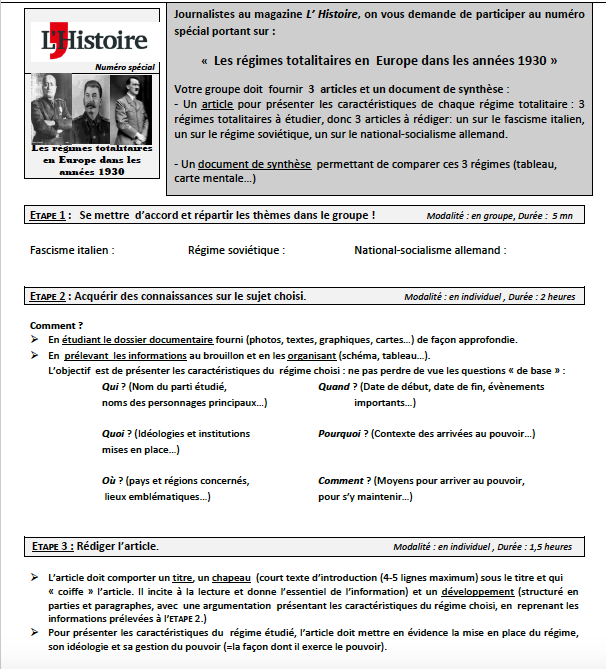 L'Histoire
Numéro spécial
Les régimes totalitaires
en Europe dans les
années 1930
Journalistes au magazine L' Histoire, on vous demande de participer au numéro
spécial portant sur :
« Les régimes totalitaires en Europe dans les années 1930 »
Votre groupe doit fournir 3 articles et un document de synthèse :
- Un article pour présenter les caractéristiques de chaque régime totalitaire : 3
régimes totalitaires à étudier, donc 3 articles à rédiger: un sur le fascisme italien,
un sur le régime soviétique, un sur le national-socialisme allemand.
- Un document de synthèse permettant de comparer ces 3 régimes (tableau,
carte mentale...)
ETAPE 1 : Se mettre d'accord et répartir les thèmes dans le groupe ! Modalité : en groupe, Durée : 5 mn
Fascisme italien : Régime soviétique : National-socialisme allemand :
ETAPE 2 : Acquérir des connaissances sur le sujet choisi. Modalité : en individuel , Durée : 2 heures
Comment ?
➢ En étudiant le dossier documentaire fourni (photos, textes, graphiques, cartes...) de façon approfondie.
➢ En prélevant les informations au brouillon et en les organisant (schéma, tableau...).
L'objectif est de présenter les caractéristiques du régime choisi : ne pas perdre de vue les questions « de base » :
Qui ? (Nom du parti étudié, Quand ? (Date de début, date de fin, évènements
noms des personnages principaux...) importants...)
Quoi ? (Idéologies et institutions Pourquoi ? (Contexte des arrivées au pouvoir...)
mises en place...)
Où ? (pays et régions concernés, Comment ? (Moyens pour arriver au pouvoir,
lieux emblématiques...) pour s'y maintenir...)
ETAPE 3 : Rédiger l'article. Modalité : en individuel , Durée : 1,5 heures
➢ L'article doit comporter un titre, un chapeau (court texte d'introduction (4-5 lignes maximum) sous le titre et qui
« coiffe » l'article. Il incite à la lecture et donne l'essentiel de l'information) et un développement (structuré en
parties et paragraphes, avec une argumentation présentant les caractéristiques du régime choisi, en reprenant les
informations prélevées à l'ETAPE 2.)
➢ Pour présenter les caractéristiques du régime étudié, l'article doit mettre en évidence la mise en place du régime,
son idéologie et sa gestion du pouvoir (=la façon dont il exerce le pouvoir).